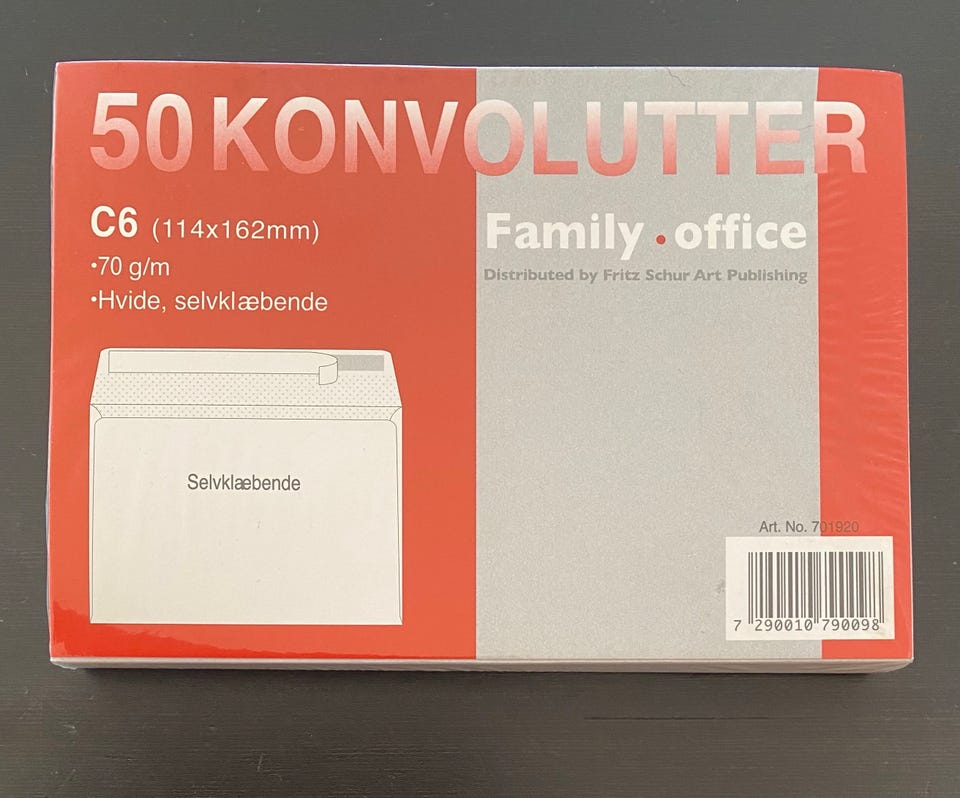 50 KONVOLUTTER
C6 (114x162mm)
•70 g/m
•Hvide, selvklæbende
Family . office
Distributed by Fritz Schur Art Publishing
Selvklæbende
Art. No. 701920
7 290010 790098